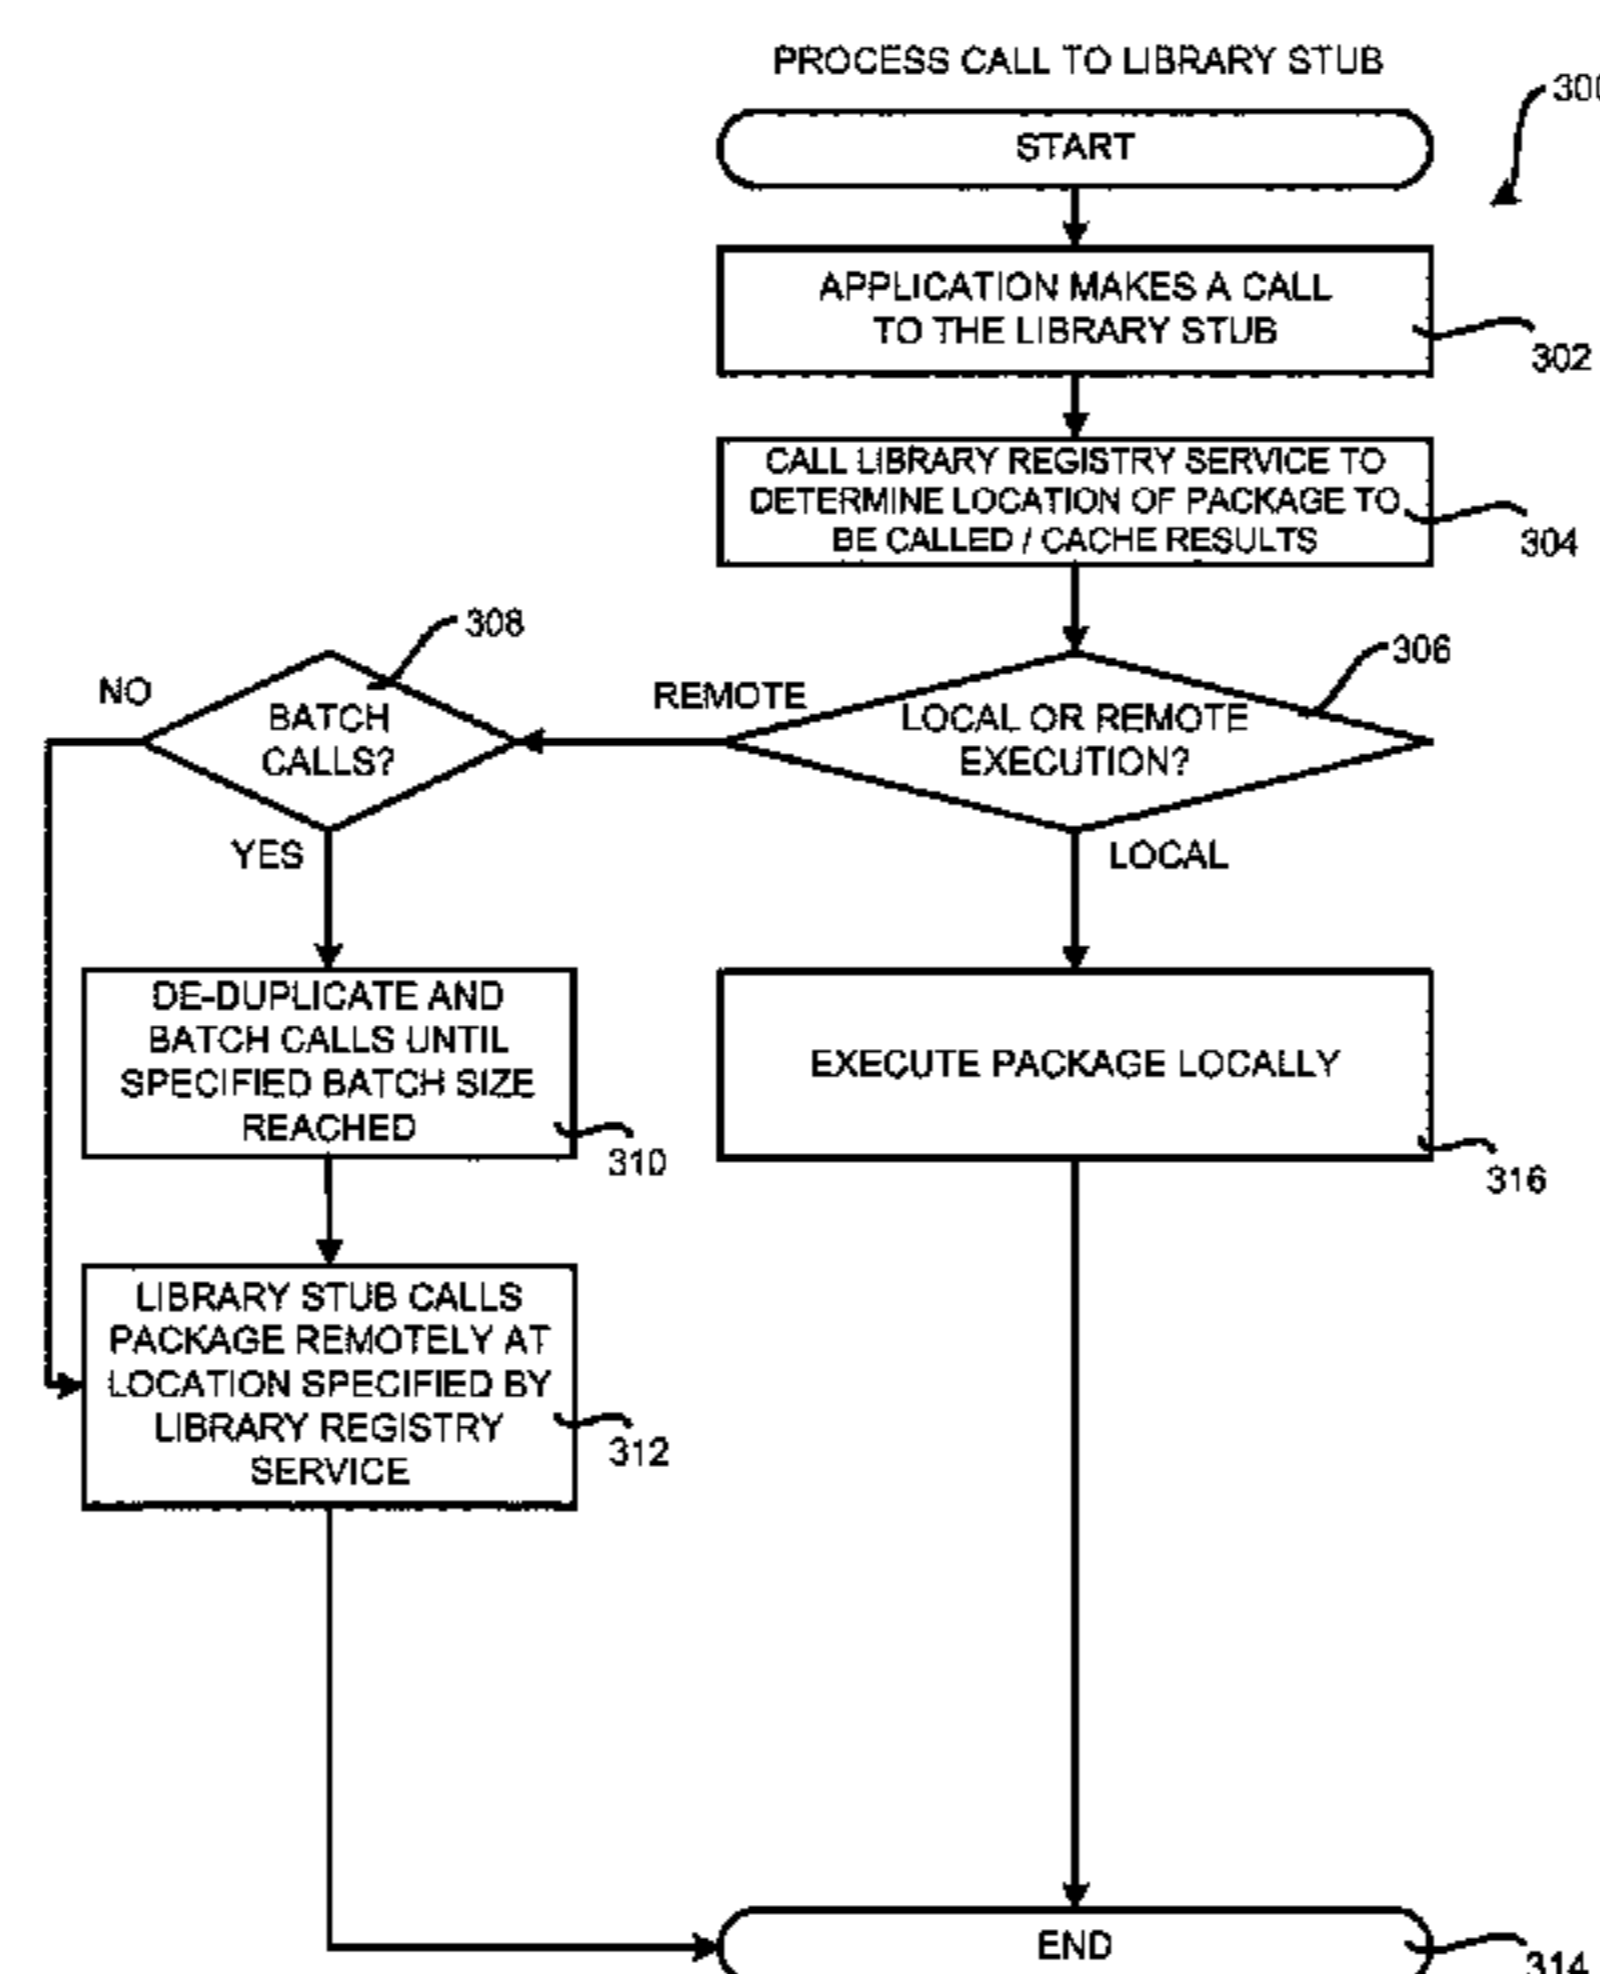 PROCESS CALL TO LIBRARY STUB
START
APPLICATION MAKES A CALL
TO THE LIBRARY STUB
302
CALL LIBRARY REGISTRY SERVICE TO
DETERMINE LOCATION OF PACKAGE TO
BE CALLED / CACHE RESULTS
304
308
306
NO
BATCH
CALLS?
REMOTE
LOCAL OR REMOTE
EXECUTION?
YES
LOCAL
DE-DUPLICATE AND
BATCH CALLS UNTIL
SPECIFIED BATCH SIZE
REACHED
310
EXECUTE PACKAGE LOCALLY
316
LIBRARY STUB CALLS
PACKAGE REMOTELY AT
LOCATION SPECIFIED BY
LIBRARY REGISTRY
SERVICE
312
END
314